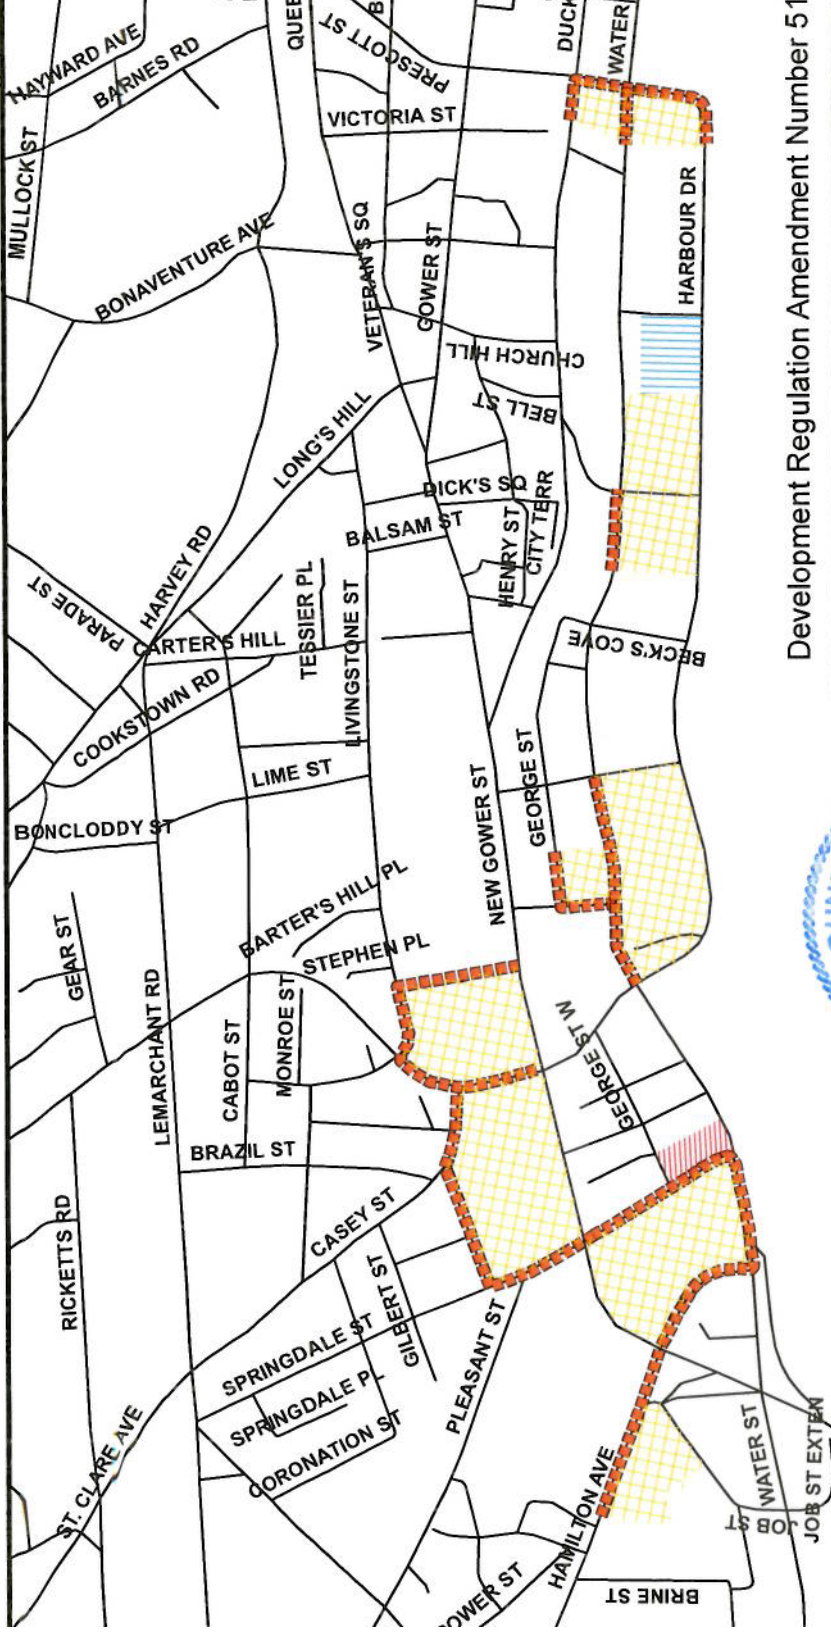 HAYWARD AVE
BARNES RD
PRESCOTT ST
WATER
VICTORIA ST
MULLOCK ST
BONAVENTURE AVE
VETERAN'S SQ
GOWER ST
HARBOUR DR
CHURCH HILL
BELL ST
LONG'S HILL
DICK'S SQ
BALSAM ST
HENRY ST
CITY TERR
HARVEY RD
PARADE ST
CARTER'S HILL
TESSIER PL
LIVINGSTONE ST
BECK'S COVE
COOKSTOWN RD
LIME ST
NEW GOWER ST
GEORGE ST
BONCLODDY ST
BARTER'S HILL PL
STEPHEN PL
GEAR ST
LEMARCHANT RD
CABOT ST
MONROE ST
GEORGE ST W
BRAZIL ST
CASEY ST
RICKETTS RD
GILBERT ST
SPRINGDALE ST
SPRINGDALE PL
PLEASANT ST
CORONATION ST
ST. CLARE AVE
HAMILTON AVE
WATER ST
JOB ST
JOB ST EXTEN
BRINE ST
POWER ST
Development Regulation Amendment Number 51